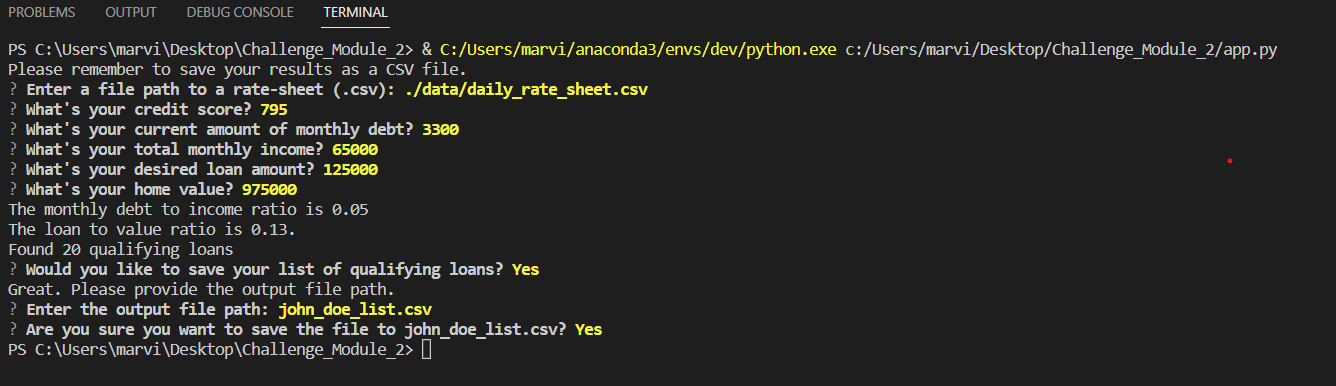 PROBLEMS OUTPUT DEBUG CONSOLE TERMINAL
PS C:\Users\marvi\Desktop\Challenge_Module_2> & C:/Users/marvi/anaconda3/envs/dev/python.exe c:/Users/marvi/Desktop/Challenge_Module_2/app.py
Please remember to save your results as a CSV file.
? Enter a file path to a rate-sheet (.csv): ./data/daily_rate_sheet.csv
? What's your credit score? 795
? What's your current amount of monthly debt? 3300
? What's your total monthly income? 65000
? What's your desired loan amount? 125000
? What's your home value? 975000
The monthly debt to income ratio is 0.05
The loan to value ratio is 0.13.
Found 20 qualifying loans
? Would you like to save your list of qualifying loans? Yes
Great. Please provide the output file path.
? Enter the output file path: john_doe_list.csv
? Are you sure you want to save the file to john_doe_list.csv? Yes
PS C:\Users\marvi\Desktop\Challenge_Module_2>